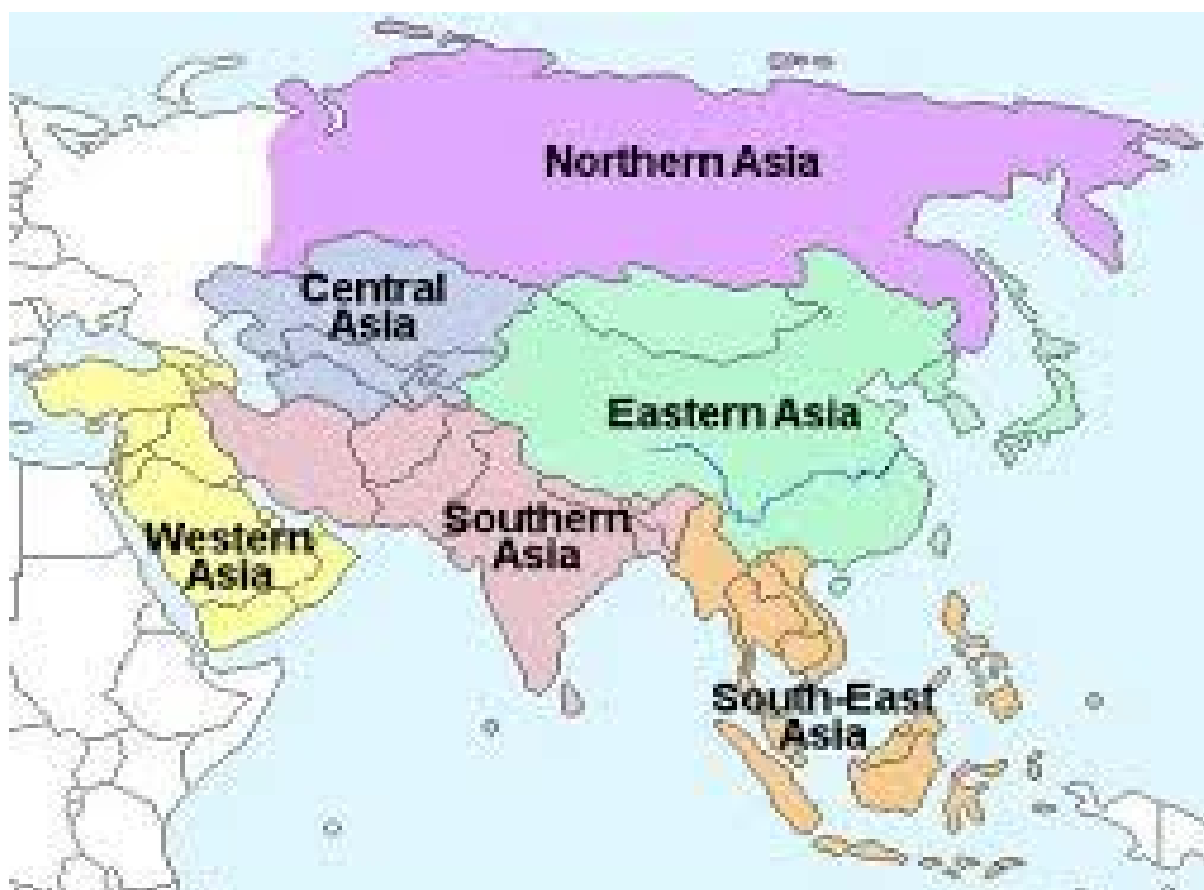 Northern Asia
Central
Asia
Eastern Asia
Southern
Asia
Western
Asia
South-East
Asia